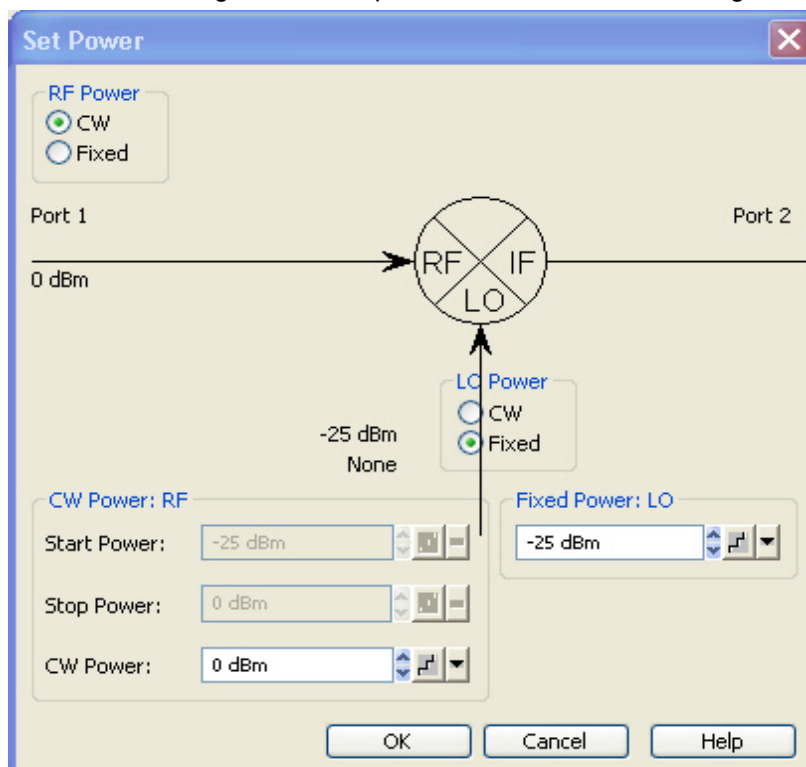 Set Power
RF Power
CW
Fixed
Port 1
Port 2
0 dBm
RF
IF
LO
LO Power
CW
Fixed
-25 dBm
None
CW Power: RF
Start Power:
-25 dBm
Stop Power:
0 dBm
CW Power:
0 dBm
Fixed Power: LO
-25 dBm
OK
Cancel
Help